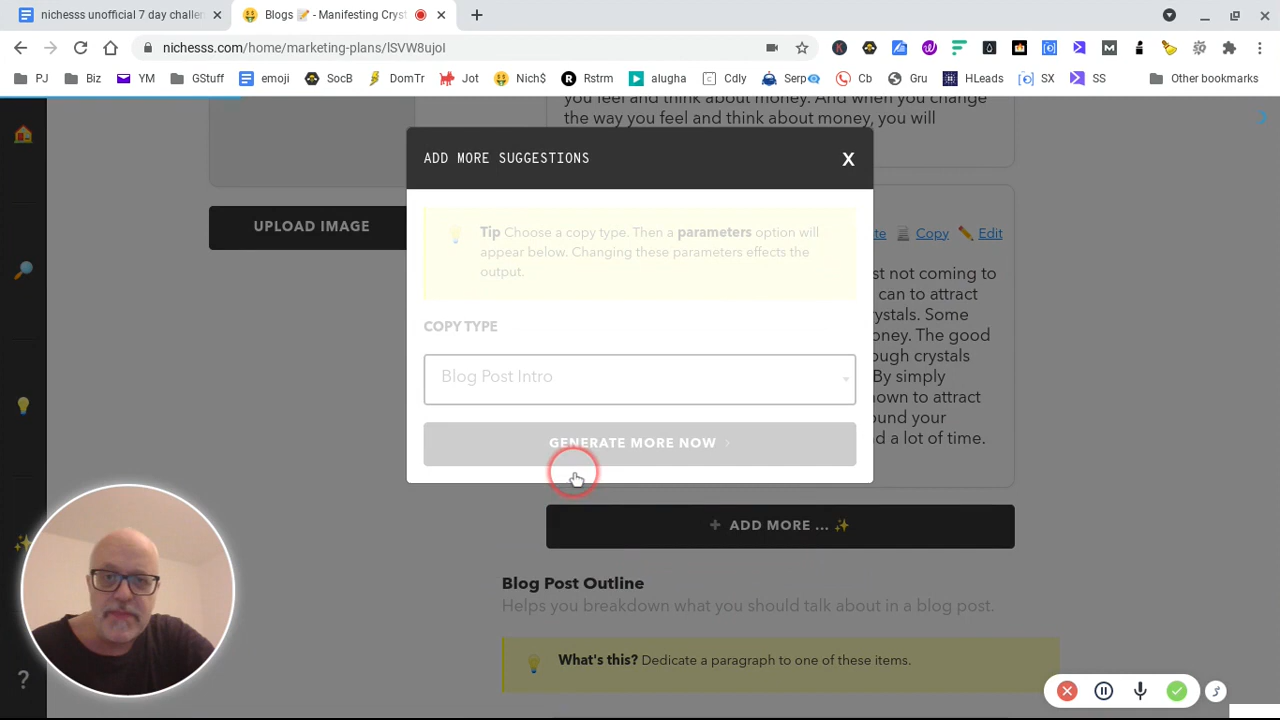 nichesss unofficial 7 day challe
Blogs 📝 - Manifesting Cryst
nichesss.com/home/marketing-plans/lSVW8ujoI
PJ
Biz
YM
GStuff
emoji
SocB
DomTr
Jot
Nich$
Rstrm
alugha
Cdly
Serp
Cb
Gru
HLeads
SX
SS
Other bookmarks
you feel and think about money. And when you change
the way you feel and think about money, you will
ADD MORE SUGGESTIONS
X
UPLOAD IMAGE
Tip Choose a copy type. Then a parameters option will
appear below. Changing these parameters effects the
output.
COPY TYPE
Blog Post Intro
GENERATE MORE NOW
Copy
Edit
st not coming to
can to attract
rystals. Some
oney. The good
ough crystals
By simply
nown to attract
ound your
d a lot of time.
+ ADD MORE ... ✨
Blog Post Outline
Helps you breakdown what you should talk about in a blog post.
What's this? Dedicate a paragraph to one of these items.